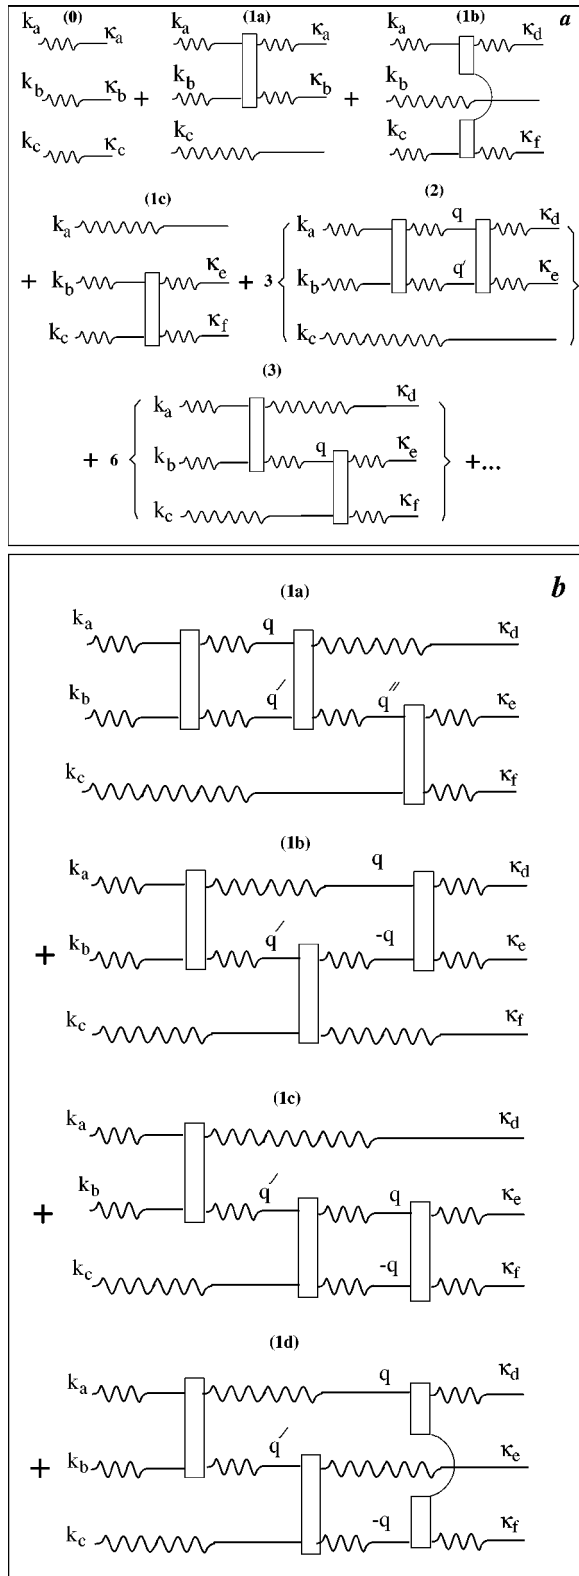 (0) (1a) (1b) a
k_a κ_a k_a κ_a k_a κ_d
k_b κ_b + k_b κ_b + k_b
k_c κ_c k_c k_c κ_f
(1c) (2)
k_a k_a q κ_d
+ k_b κ_e + 3 { k_b q′ κ_e }
k_c κ_f k_c
(3)
k_a κ_d
+ 6 { k_b q κ_e } +...
k_c κ_f
b
(1a)
k_a q κ_d
k_b q′ q″ κ_e
k_c κ_f
(1b)
k_a q κ_d
+ k_b q′ -q κ_e
k_c κ_f
(1c)
k_a κ_d
+ k_b q′ q κ_e
k_c -q κ_f
(1d)
k_a q κ_d
+ k_b q′ κ_e
k_c -q κ_f